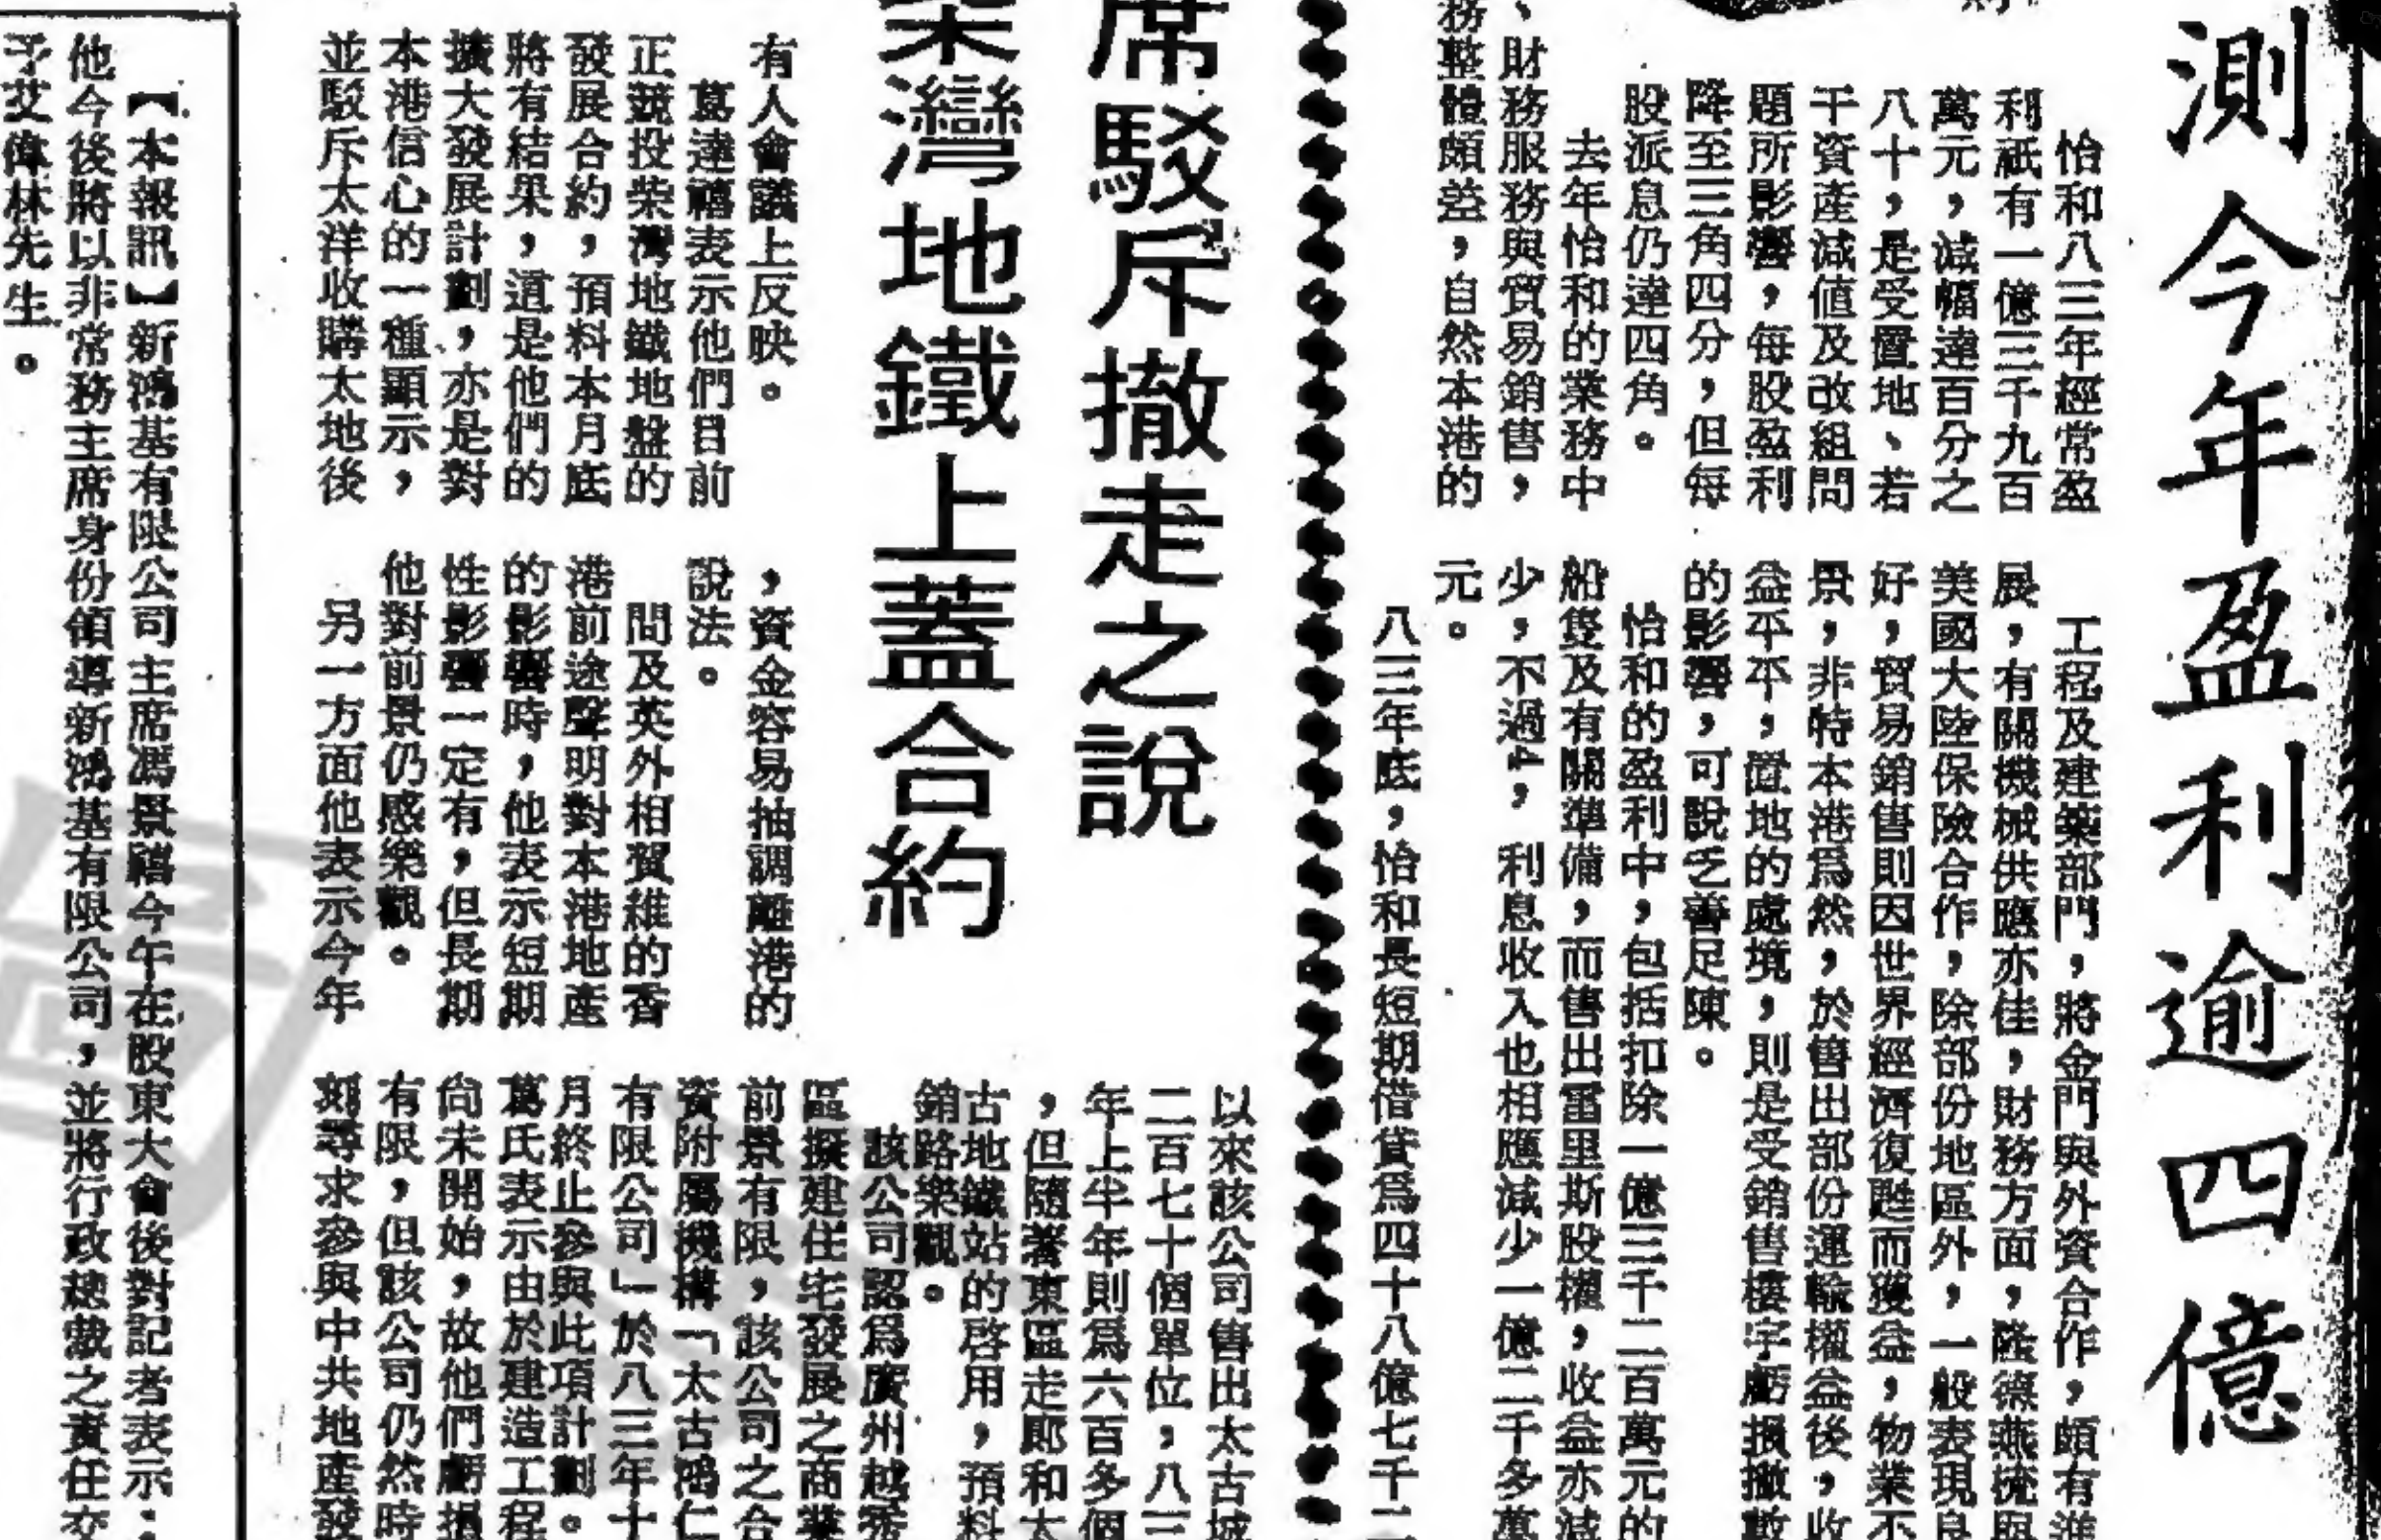 測今年盈利逾四億
怡和八三年經常盈
利祇有一億三千九百
萬元，減幅達百分之
八十，是受置地、若
干資產減值及改組問
題所影響，每股盈利
降至三角四分，但每
股派息仍達四角。
去年怡和的業務中
、財務服務與貿易銷售，
務整體頗差，自然本港的
工程及建築部門，將金門與外資合作，頗有進
展，有關機械供應亦佳，財務方面，隆德燕梳與
美國大陸保險合作，除部份地區外，一般表現良
好，貿易銷售則因世界經濟復甦而獲益，物業不
景，非特本港爲然，於售出部份運輸權益後，收
益平平，置地的處境，則是受銷售樓宇虧損撇數
的影響，可說乏善足陳。
怡和的盈利中，包括扣除一億三千二百萬元的
船隻及有關準備，而售出雷里斯股權，收益亦減
少，不過，利息收入也相應減少一億二千多萬
元。
八三年底，怡和長短期借貸爲四十八億七千二
席駁斥撤走之說
柴灣地鐵上蓋合約
有人會議上反映。
葛達禧表示他們目前
正競投柴灣地鐵地盤的
發展合約，預料本月底
將有結果，這是他們的
擴大發展計劃，亦是對
本港信心的一種顯示，
並駁斥太洋收購太地後
，資金容易抽調離港的
說法。
問及英外相賀維的香
港前途聲明對本港地產
的影響時，他表示短期
性影響一定有，但長期
他對前景仍感樂觀。
另一方面他表示今年
以來該公司售出太古城
二百七十個單位，八三
年上半年則爲六百多個
，但隨著東區走廊和太
古地鐵站的啓用，預料
銷路樂觀。
該公司認爲廣州越秀
區擬建住宅發展之商業
前景有限，該公司之合
資附屬機構「太古鴻仁
有限公司」於八三年十
月終止參與此項計劃。
葛氏表示由於建造工程
尙未開始，故他們虧損
有限，但該公司仍然時
刻尋求參與中共地產發
【本報訊】新鴻基有限公司主席馮景禧今午在股東大會後對記者表示：
他今後將以非常務主席身份領導新鴻基有限公司，並將行政總裁之責任交
予艾偉林先生。